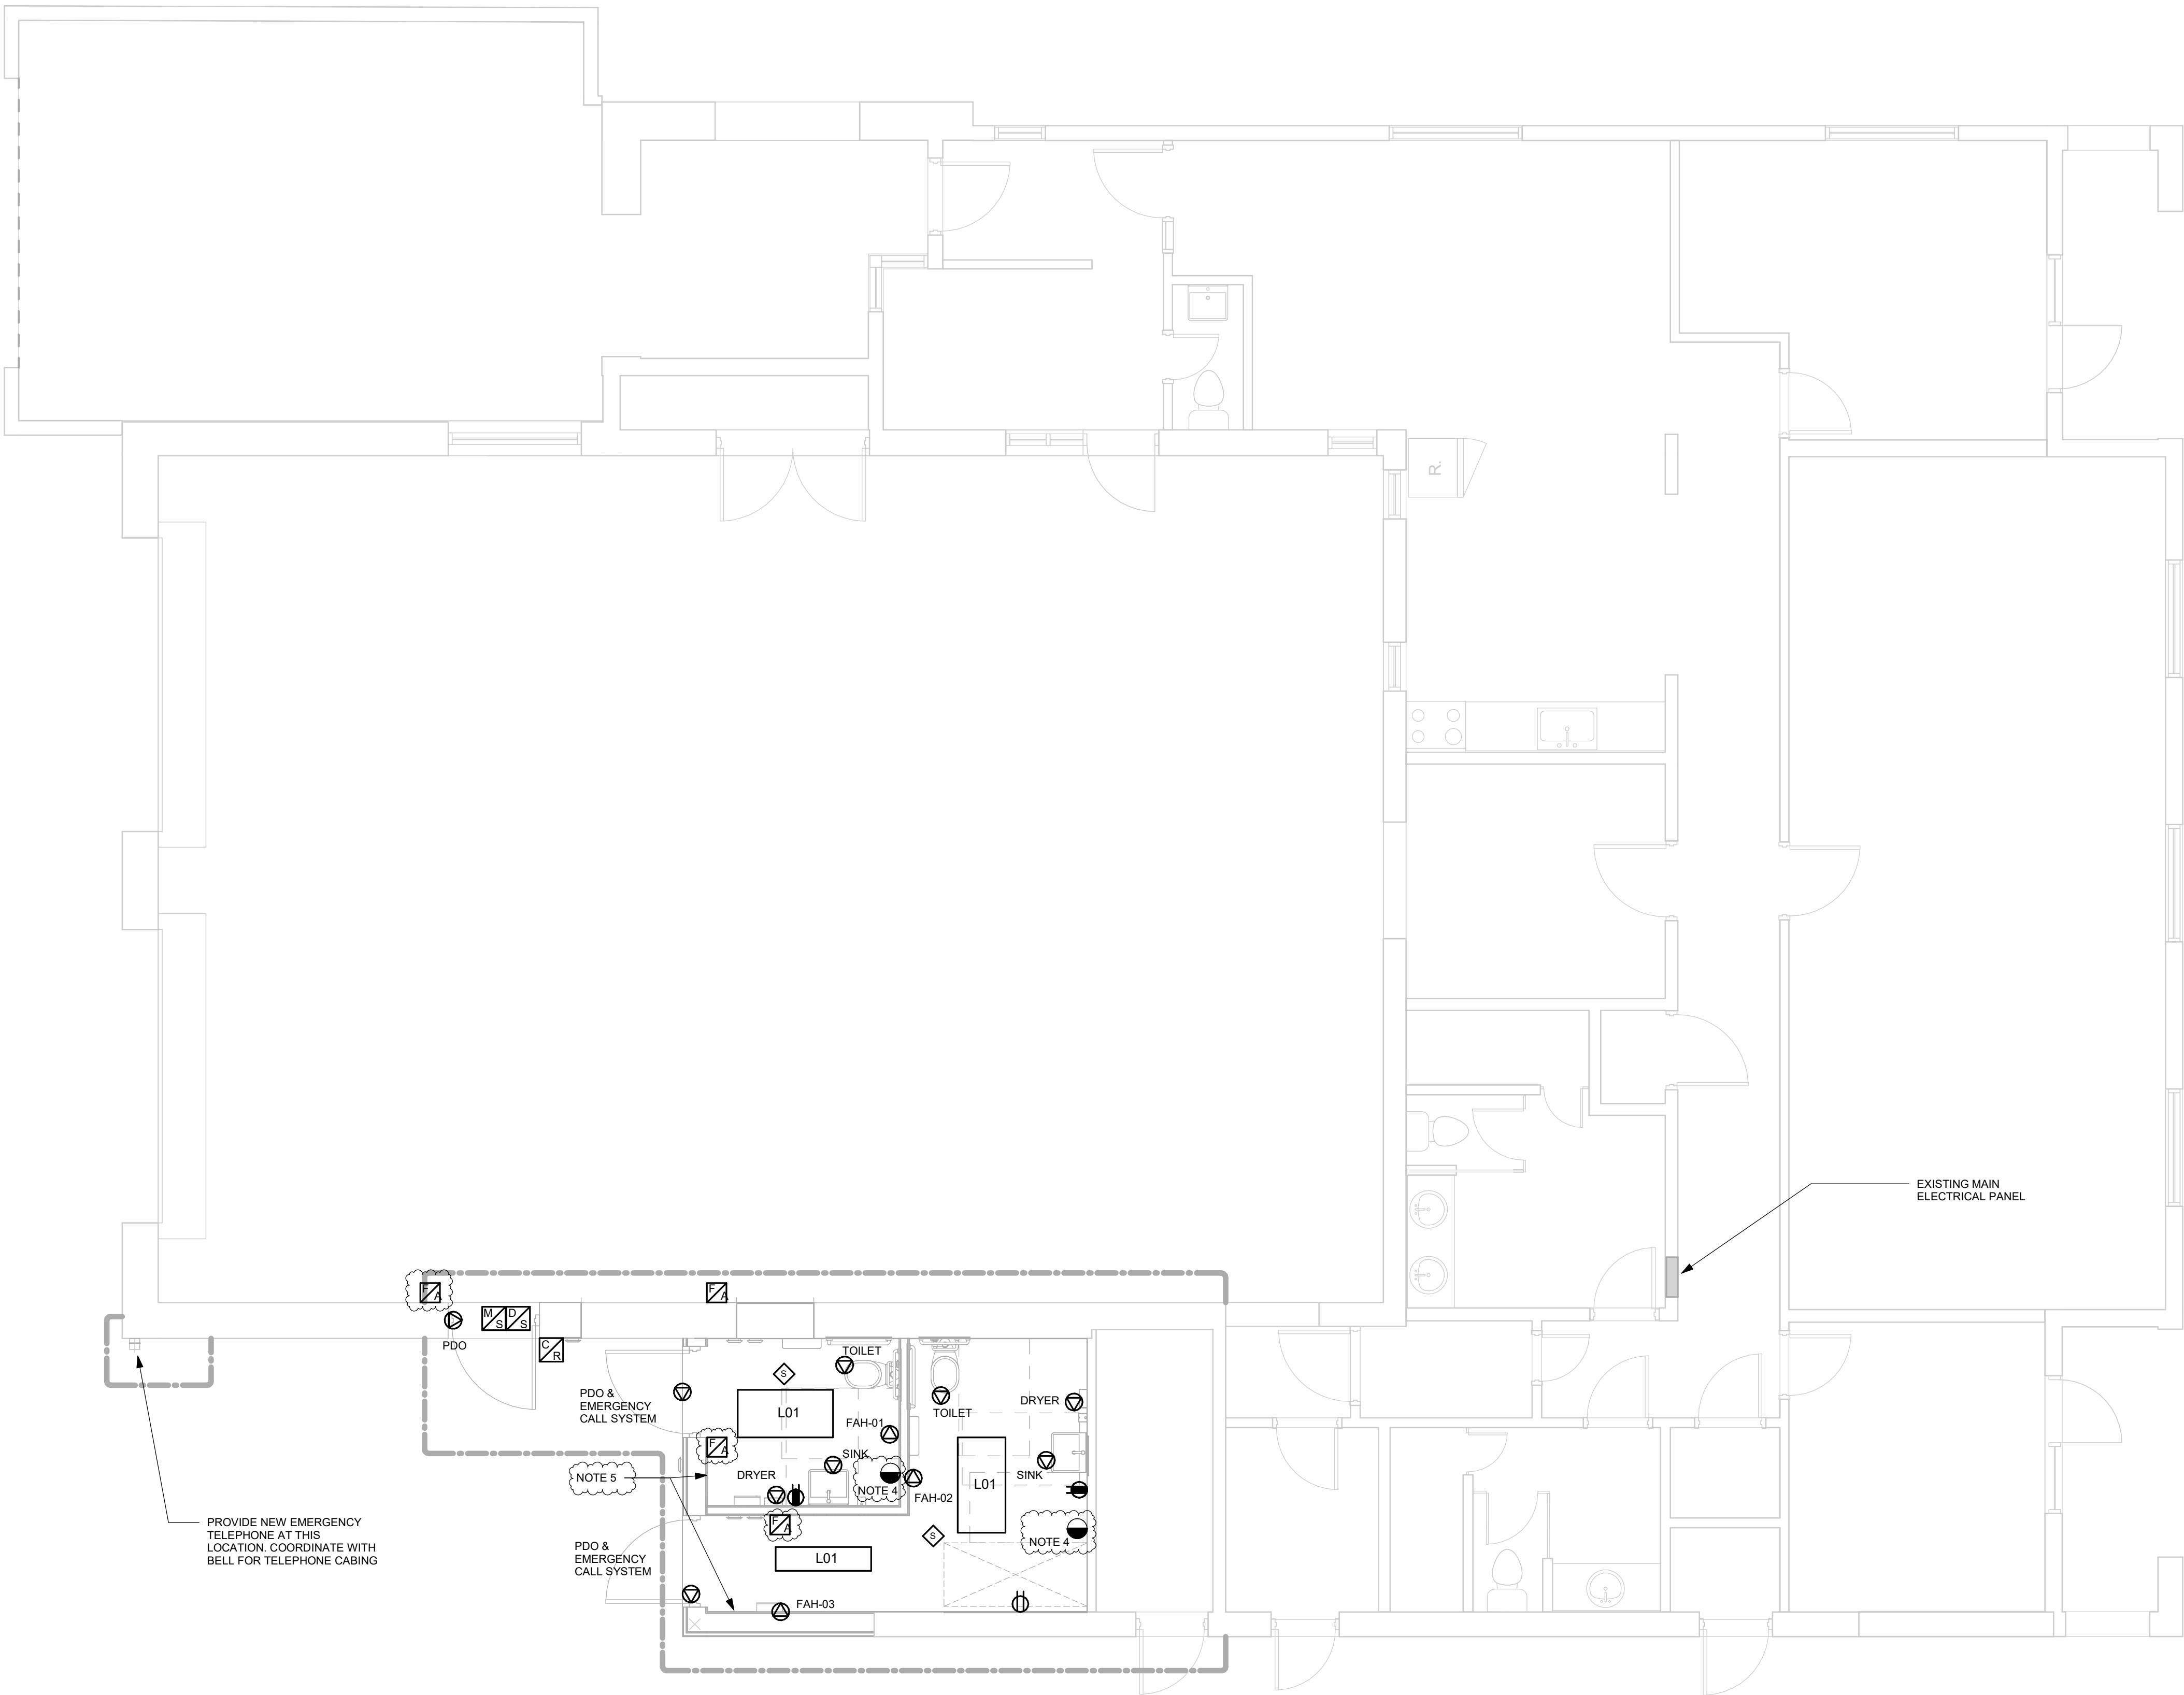 R.
EXISTING MAIN
ELECTRICAL PANEL
F
A
F
A
M
S
D
S
PDO
C
R
TOILET
S
PDO &
EMERGENCY
CALL SYSTEM
L01
TOILET
DRYER
FAH-01
F
A
SINK
SINK
DRYER
NOTE 5
NOTE 4
L01
FAH-02
PROVIDE NEW EMERGENCY
TELEPHONE AT THIS
LOCATION. COORDINATE WITH
BELL FOR TELEPHONE CABING
F
A
S
NOTE 4
PDO &
EMERGENCY
CALL SYSTEM
L01
FAH-03